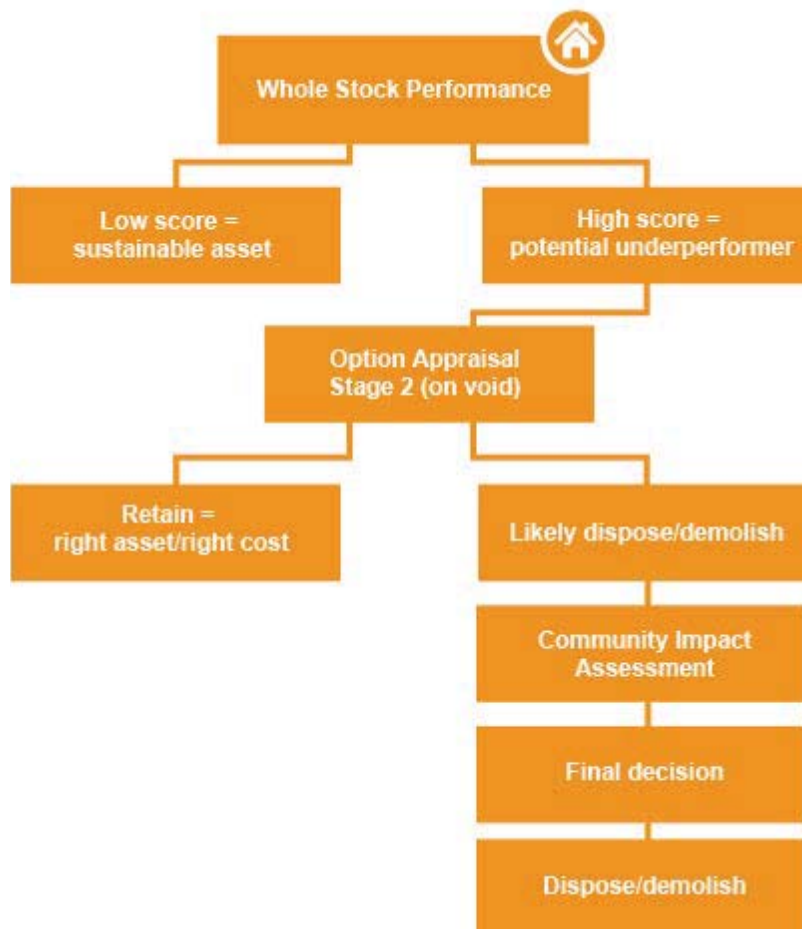 Whole Stock Performance
Low score =
sustainable asset
High score =
potential underperformer
Option Appraisal
Stage 2 (on void)
Retain =
right asset/right cost
Likely dispose/demolish
Community Impact
Assessment
Final decision
Dispose/demolish